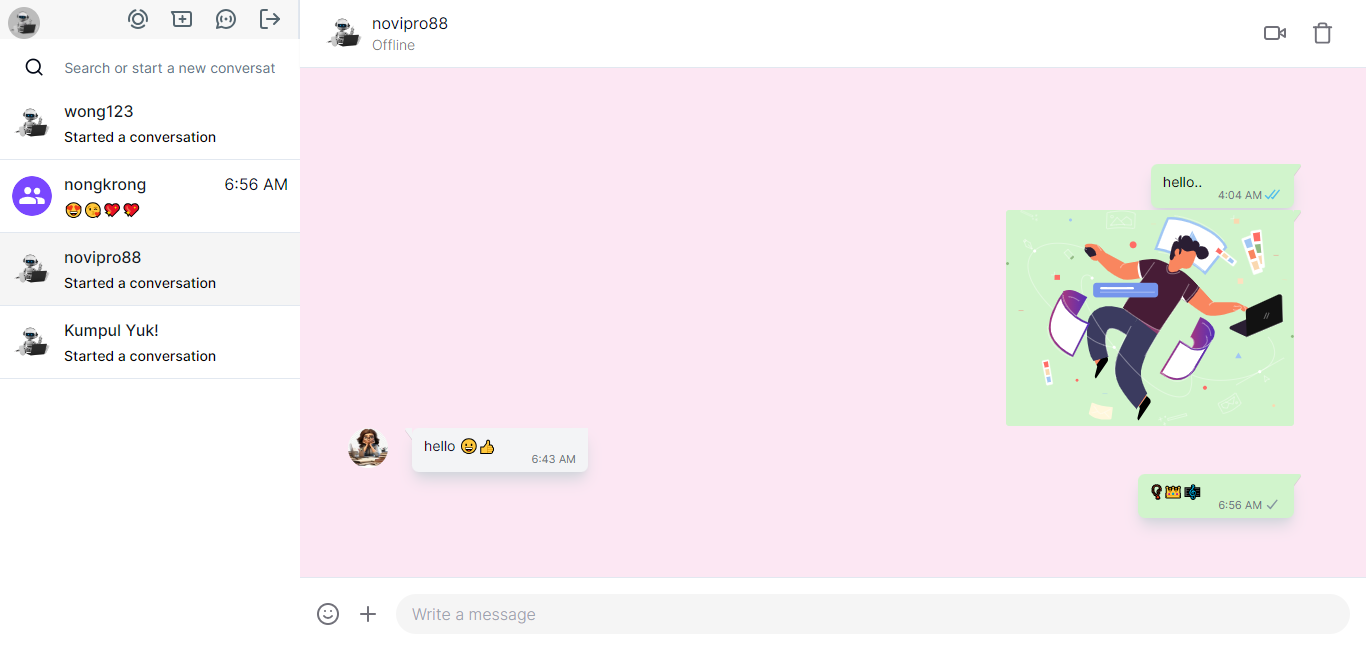 Search or start a new conversat
wong123
Started a conversation
nongkrong 6:56 AM
😍😘💖💖
novipro88
Started a conversation
Kumpul Yuk!
Started a conversation
novipro88
Offline
hello..
4:04 AM
hello 😀👍
6:43 AM
6:56 AM
Write a message